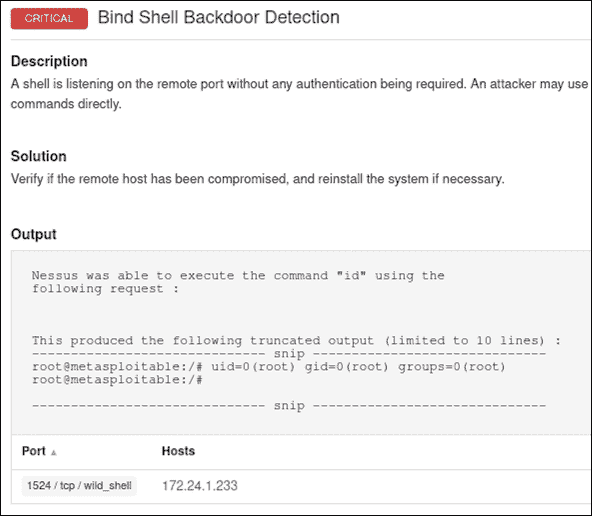 CRITICAL Bind Shell Backdoor Detection
Description
A shell is listening on the remote port without any authentication being required. An attacker may use
commands directly.
Solution
Verify if the remote host has been compromised, and reinstall the system if necessary.
Output
Nessus was able to execute the command "id" using the
following request :
This produced the following truncated output (limited to 10 lines) :
------------------------------ snip ------------------------------
root@metasploitable:/# uid=0(root) gid=0(root) groups=0(root)
root@metasploitable:/#
------------------------------ snip ------------------------------
Port ▲ Hosts
1524 / tcp / wild_shell 172.24.1.233